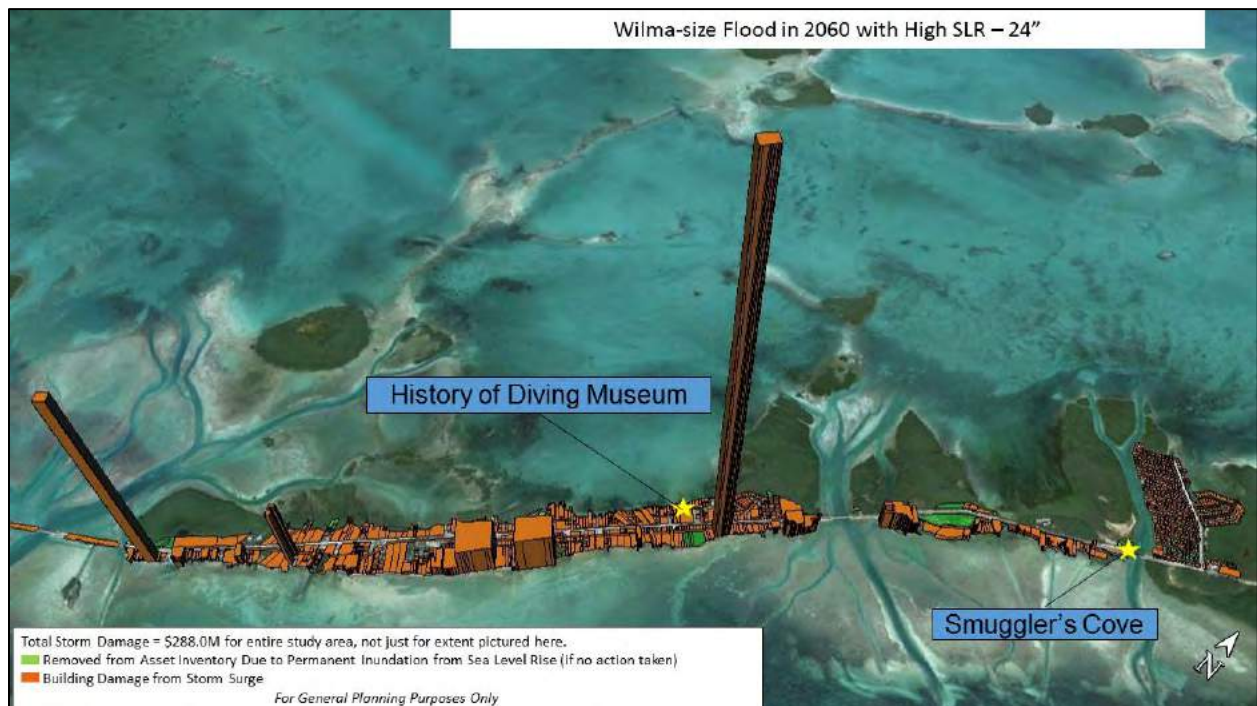 Wilma-size Flood in 2060 with High SLR – 24”
History of Diving Museum
Smuggler's Cove
Total Storm Damage = $288.0M for entire study area, not just for extent pictured here.
Removed from Asset Inventory Due to Permanent Inundation from Sea Level Rise (If no action taken)
Building Damage from Storm Surge
For General Planning Purposes Only
N